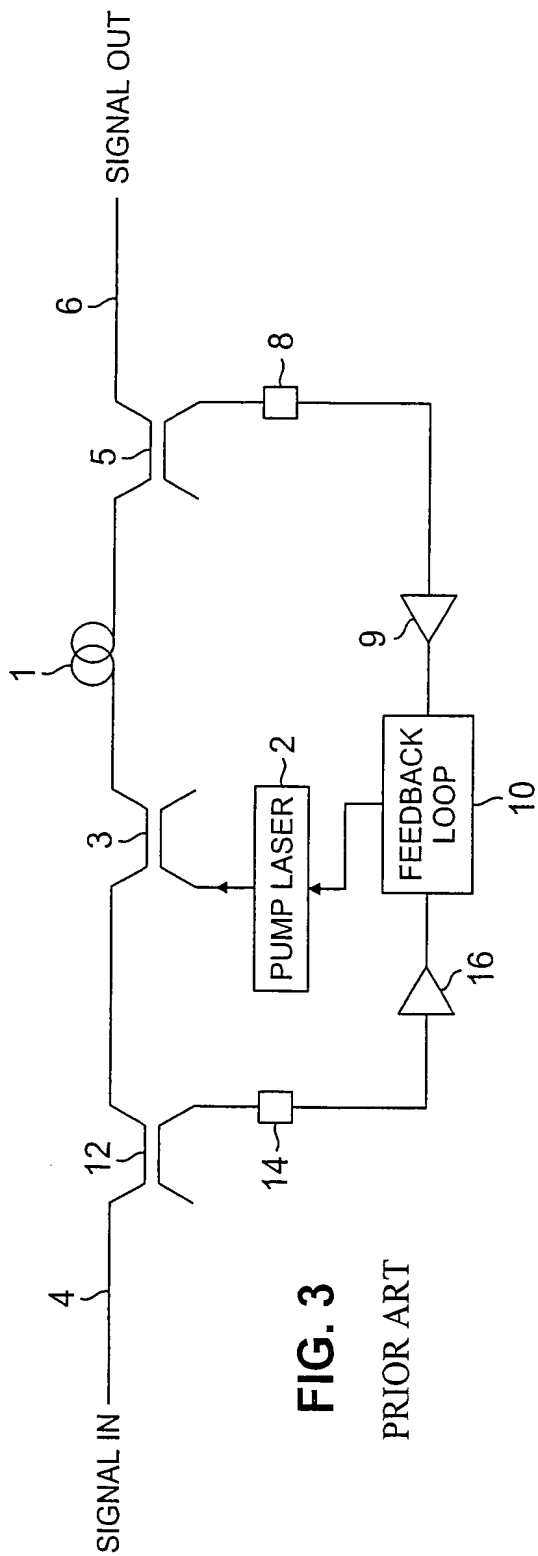 SIGNAL IN
4
12
3
1
5
6
SIGNAL OUT
14
PUMP LASER
2
8
16
FEEDBACK
LOOP
10
9
FIG. 3
PRIOR ART